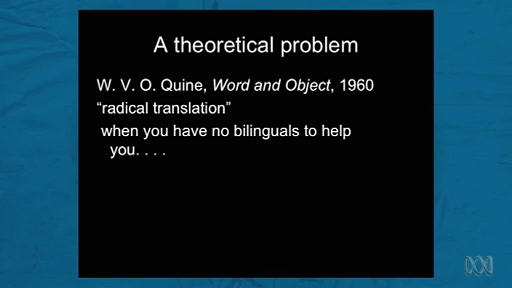 A theoretical problem
W. V. O. Quine, Word and Object, 1960
“radical translation”
when you have no bilinguals to help
you. . . .